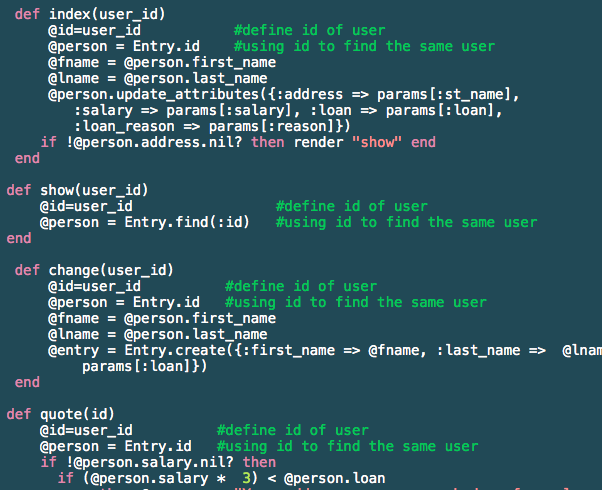 def index(user_id)
@id=user_id #define id of user
@person = Entry.id #using id to find the same user
@fname = @person.first_name
@lname = @person.last_name
@person.update_attributes({:address => params[:st_name],
:salary => params[:salary], :loan => params[:loan],
:loan_reason => params[:reason]})
if !@person.address.nil? then render "show" end
end
def show(user_id)
@id=user_id #define id of user
@person = Entry.find(:id) #using id to find the same user
end
def change(user_id)
@id=user_id #define id of user
@person = Entry.id #using id to find the same user
@fname = @person.first_name
@lname = @person.last_name
@entry = Entry.create({:first_name => @fname, :last_name => @lna
params[:loan]})
end
def quote(id)
@id=user_id #define id of user
@person = Entry.id #using id to find the same user
if !@person.salary.nil? then
if (@person.salary * 3) < @person.loan